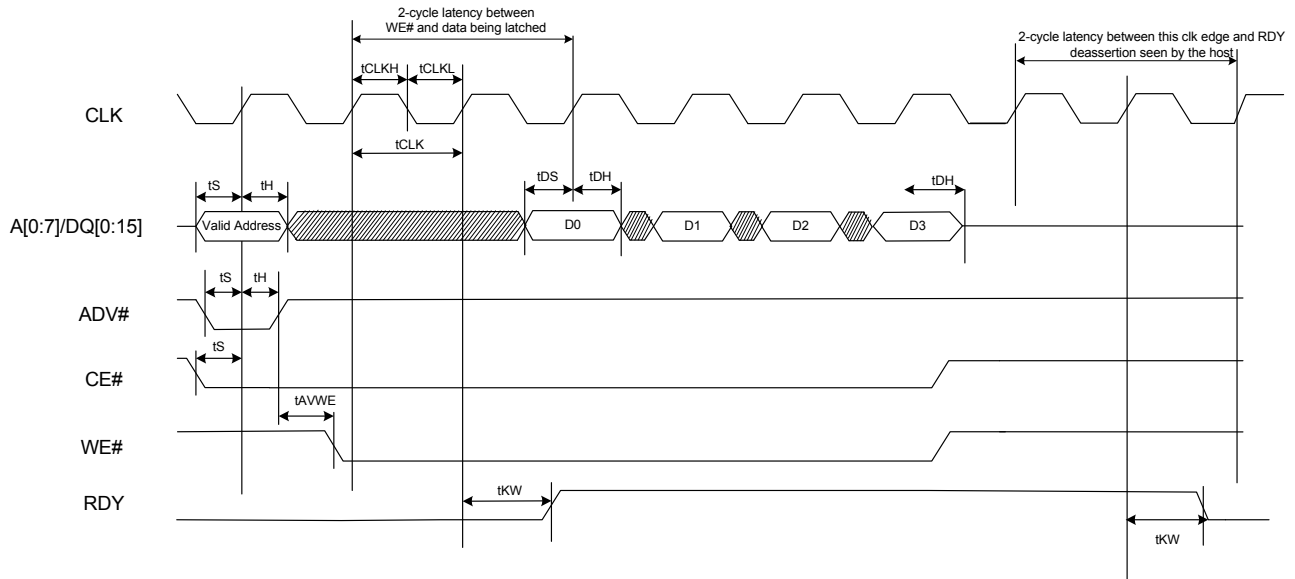 2-cycle latency between
WE# and data being latched
2-cycle latency between this clk edge and RDY
deassertion seen by the host
tCLKH
tCLKL
CLK
tCLK
tS
tH
tDS
tDH
tDH
A[0:7]/DQ[0:15]
Valid Address
D0
D1
D2
D3
tS
tH
ADV#
tS
CE#
tAVWE
WE#
tKW
RDY
tKW